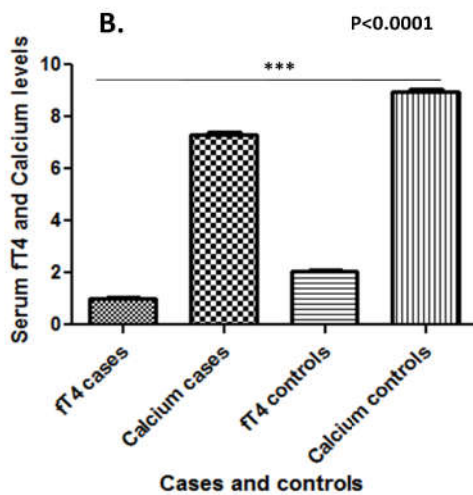 B.
P<0.0001
***
Serum fT4 and Calcium levels
10
8
6
4
2
0
fT4 cases
Calcium cases
fT4 controls
Calcium controls
Cases and controls